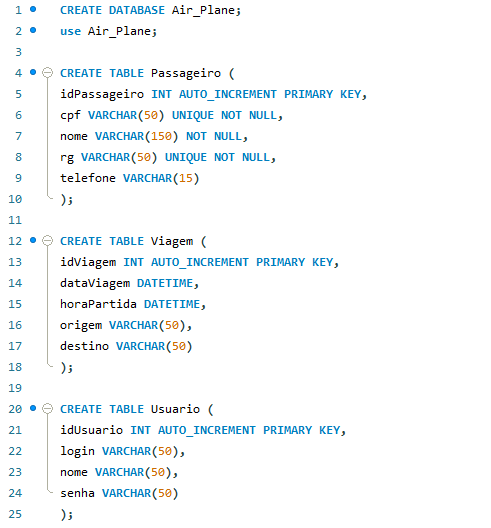 1 CREATE DATABASE Air_Plane;
2 use Air_Plane;
3
4 CREATE TABLE Passageiro (
5 idPassageiro INT AUTO_INCREMENT PRIMARY KEY,
6 cpf VARCHAR(50) UNIQUE NOT NULL,
7 nome VARCHAR(150) NOT NULL,
8 rg VARCHAR(50) UNIQUE NOT NULL,
9 telefone VARCHAR(15)
10 );
11
12 CREATE TABLE Viagem (
13 idViagem INT AUTO_INCREMENT PRIMARY KEY,
14 dataViagem DATETIME,
15 horaPartida DATETIME,
16 origem VARCHAR(50),
17 destino VARCHAR(50)
18 );
19
20 CREATE TABLE Usuario (
21 idUsuario INT AUTO_INCREMENT PRIMARY KEY,
22 login VARCHAR(50),
23 nome VARCHAR(50),
24 senha VARCHAR(50)
25 );